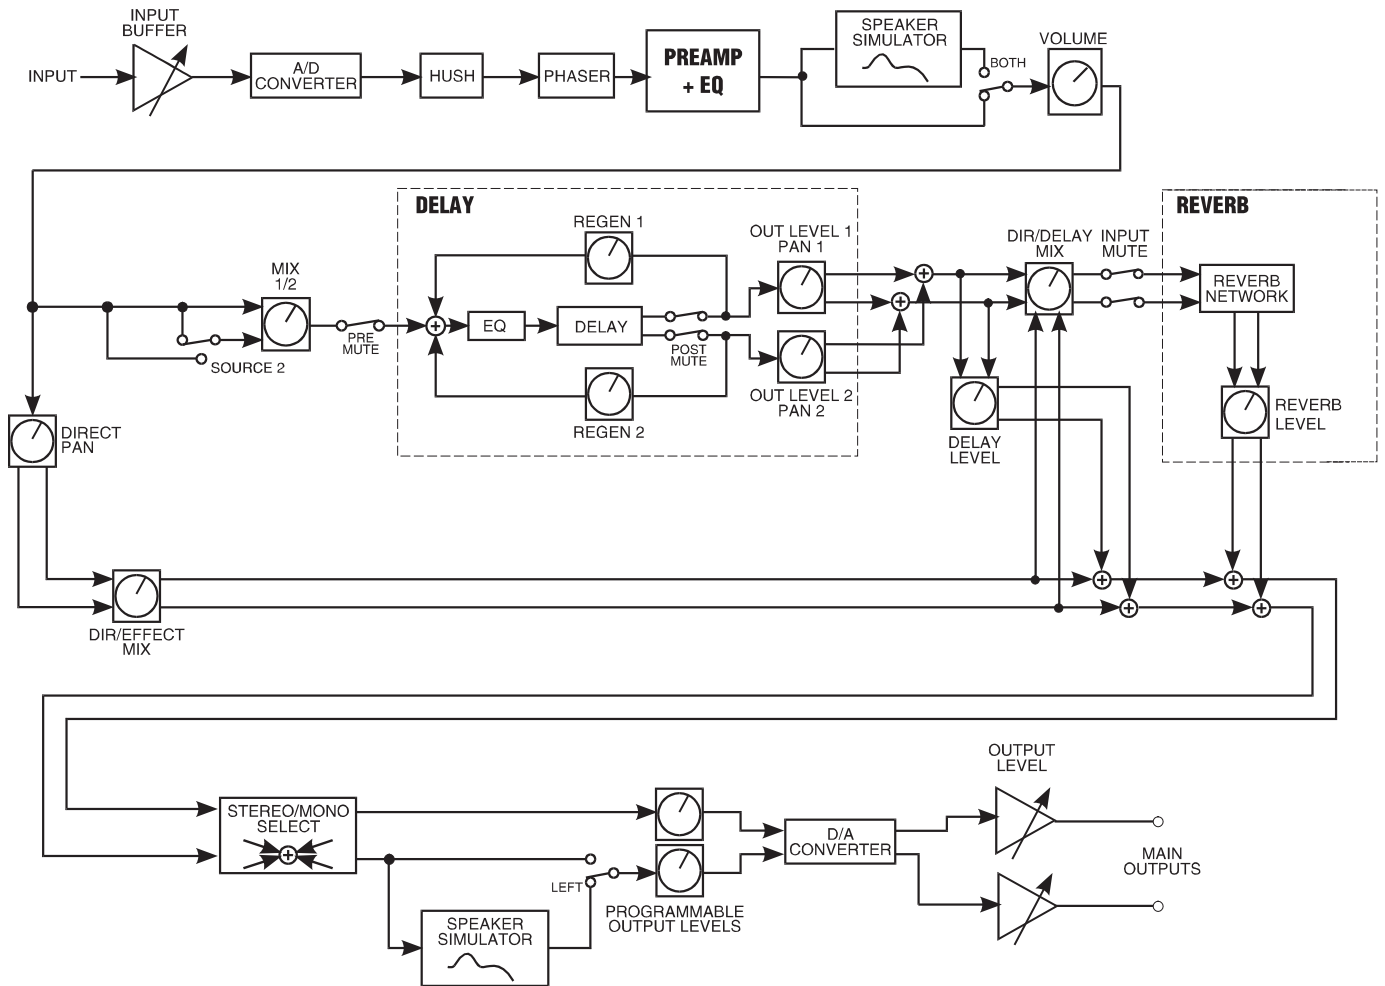 INPUT
BUFFER
INPUT
A/D
CONVERTER
HUSH
PHASER
PREAMP
+ EQ
SPEAKER
SIMULATOR
BOTH
VOLUME
DELAY
REGEN 1
OUT LEVEL 1
PAN 1
DIR/DELAY
MIX
INPUT
MUTE
REVERB
MIX
1/2
PRE
MUTE
SOURCE 2
+
EQ
DELAY
POST
MUTE
REGEN 2
OUT LEVEL 2
PAN 2
+
+
REVERB
NETWORK
REVERB
LEVEL
DELAY
LEVEL
DIRECT
PAN
DIR/EFFECT
MIX
+
+
+
+
STEREO/MONO
SELECT
+
LEFT
SPEAKER
SIMULATOR
PROGRAMMABLE
OUTPUT LEVELS
D/A
CONVERTER
OUTPUT
LEVEL
MAIN
OUTPUTS